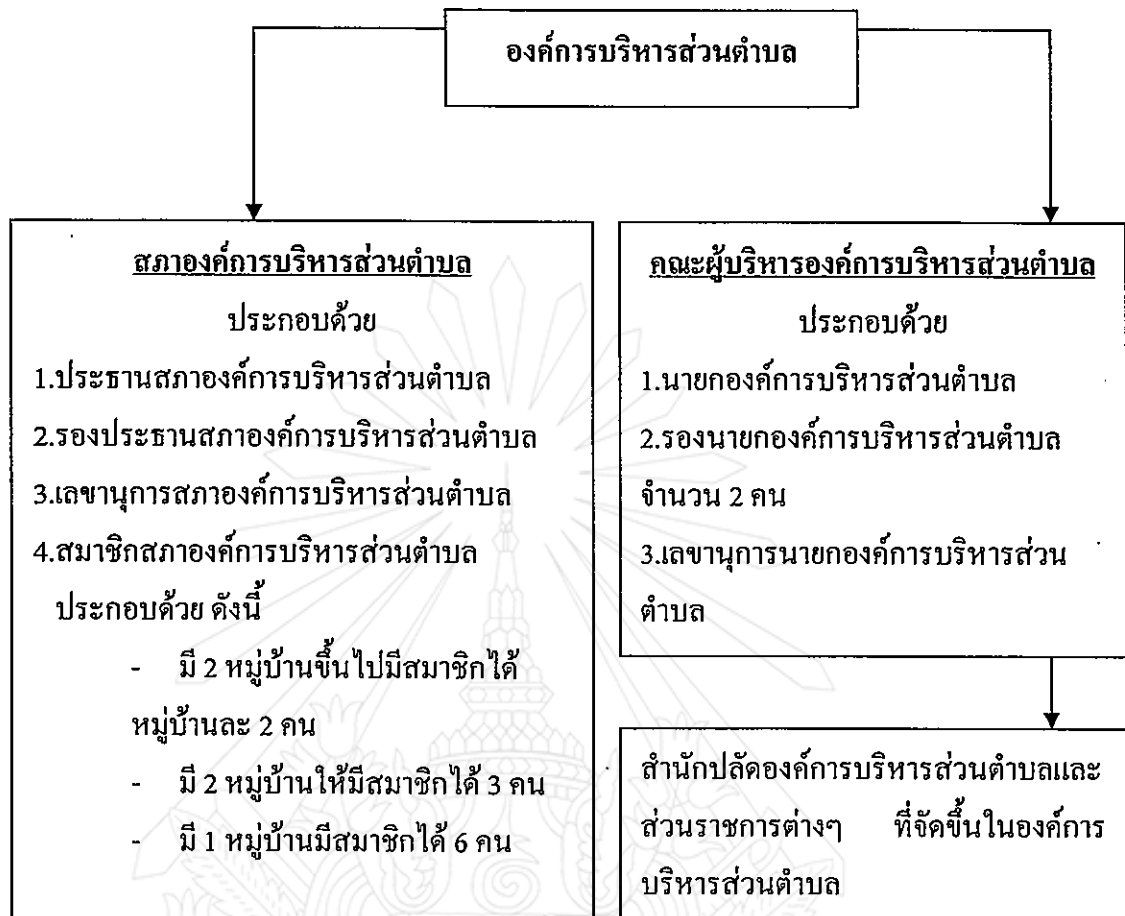 องค์การบริหารส่วนตำบล
สภาองค์การบริหารส่วนตำบล
ประกอบด้วย
1.ประธานสภาองค์การบริหารส่วนตำบล
2.รองประธานสภาองค์การบริหารส่วนตำบล
3.เลขานุการสภาองค์การบริหารส่วนตำบล
4.สมาชิกสภาองค์การบริหารส่วนตำบล
ประกอบด้วย ดังนี้
- มี 2 หมู่บ้านขึ้นไปมีสมาชิกได้
หมู่บ้านละ 2 คน
- มี 2 หมู่บ้านให้มีสมาชิกได้ 3 คน
- มี 1 หมู่บ้านมีสมาชิกได้ 6 คน
คณะผู้บริหารองค์การบริหารส่วนตำบล
ประกอบด้วย
1.นายกองค์การบริหารส่วนตำบล
2.รองนายกองค์การบริหารส่วนตำบล
จำนวน 2 คน
3.เลขานุการนายกองค์การบริหารส่วน
ตำบล
สำนักปลัดองค์การบริหารส่วนตำบลและ
ส่วนราชการต่างๆ ที่จัดขึ้นในองค์การ
บริหารส่วนตำบล